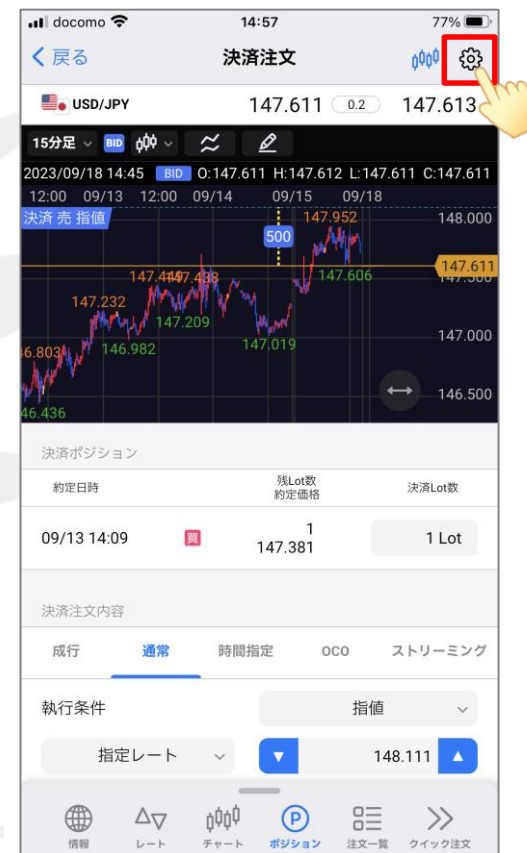 docomo 14:57 77%
戻る 決済注文
USD/JPY 147.611 0.2 147.613
15分足 BID
2023/09/18 14:45 BID O:147.611 H:147.612 L:147.611 C:147.611
12:00 09/13 12:00 09/14 09/15 09/18
決済 売 指値 147.952 148.000
500
147.611
147.449 147.438 147.606 147.500
147.232
147.209
147.019 147.000
146.803 146.982
146.500
146.436
決済ポジション
約定日時 残Lot数 決済Lot数
約定価格
09/13 14:09 買 1 1 Lot
147.381
決済注文内容
成行 通常 時間指定 OCO ストリーミング
執行条件 指値
指定レート 148.111
P
情報 レート チャート ポジション 注文一覧 クイック注文